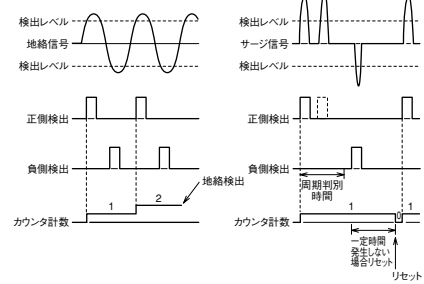 検出レベル
地絡信号
検出レベル
正側検出
負側検出
地絡検出
1
2
カウンタ計数
検出レベル
サージ信号
検出レベル
正側検出
負側検出
周期判別
時間
1
0
1
カウンタ計数
一定時間
発生しない
場合リセット
リセット